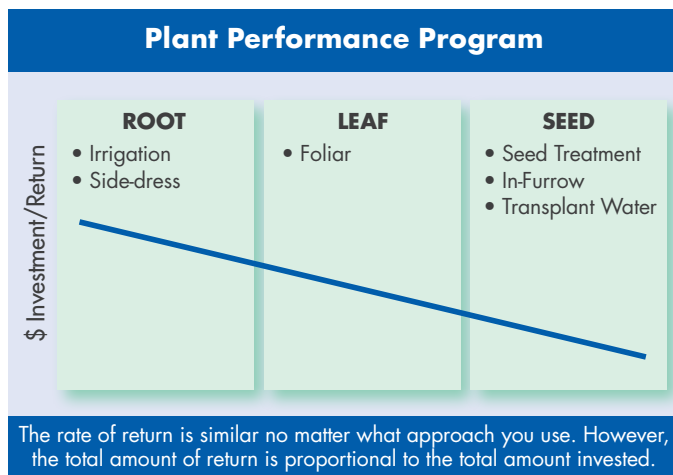 Plant Performance Program
$ Investment/Return
ROOT
• Irrigation
• Side-dress
LEAF
• Foliar
SEED
• Seed Treatment
• In-Furrow
• Transplant Water
The rate of return is similar no matter what approach you use. However,
the total amount of return is proportional to the total amount invested.